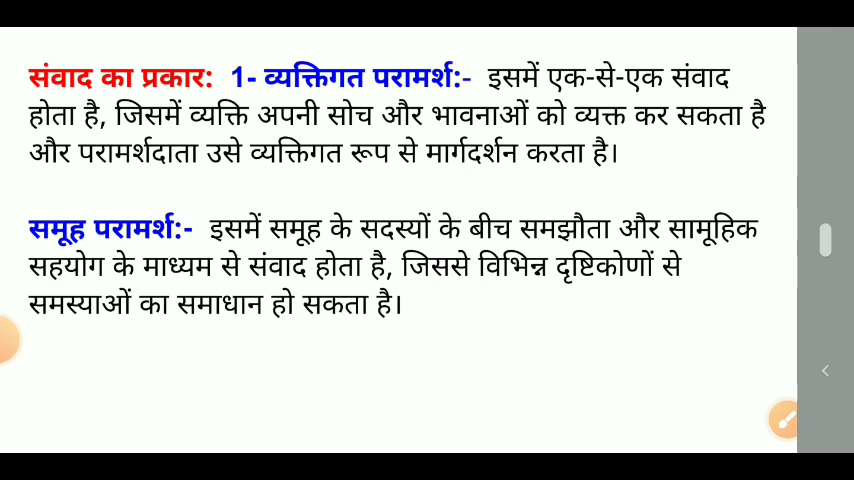 संवाद का प्रकार: 1- व्यक्तिगत परामर्श:- इसमें एक-से-एक संवाद
होता है, जिसमें व्यक्ति अपनी सोच और भावनाओं को व्यक्त कर सकता है
और परामर्शदाता उसे व्यक्तिगत रूप से मार्गदर्शन करता है।
समूह परामर्श:- इसमें समूह के सदस्यों के बीच समझौता और सामूहिक
सहयोग के माध्यम से संवाद होता है, जिससे विभिन्न दृष्टिकोणों से
समस्याओं का समाधान हो सकता है।